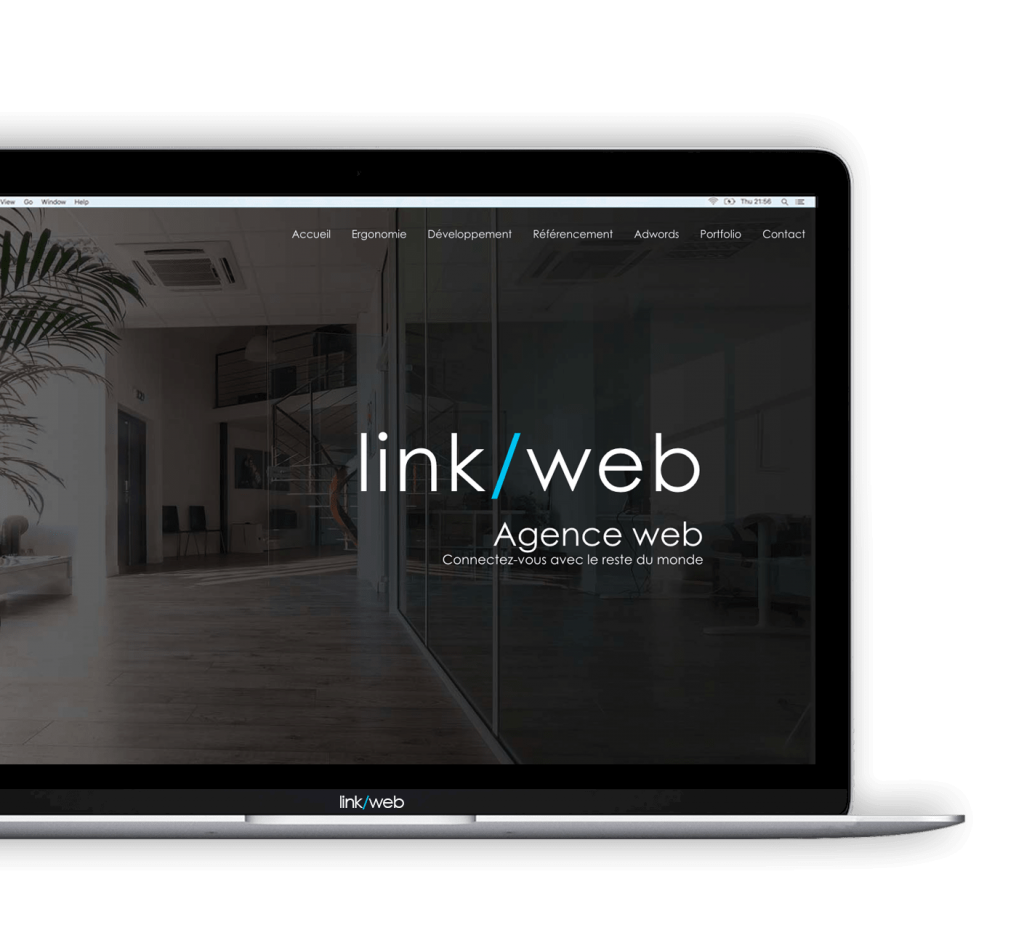 View Go Window Help Thu 21:56
Accueil Ergonomie Développement Référencement Adwords Portfolio Contact
link/web
Agence web
Connectez-vous avec le reste du monde
link/web